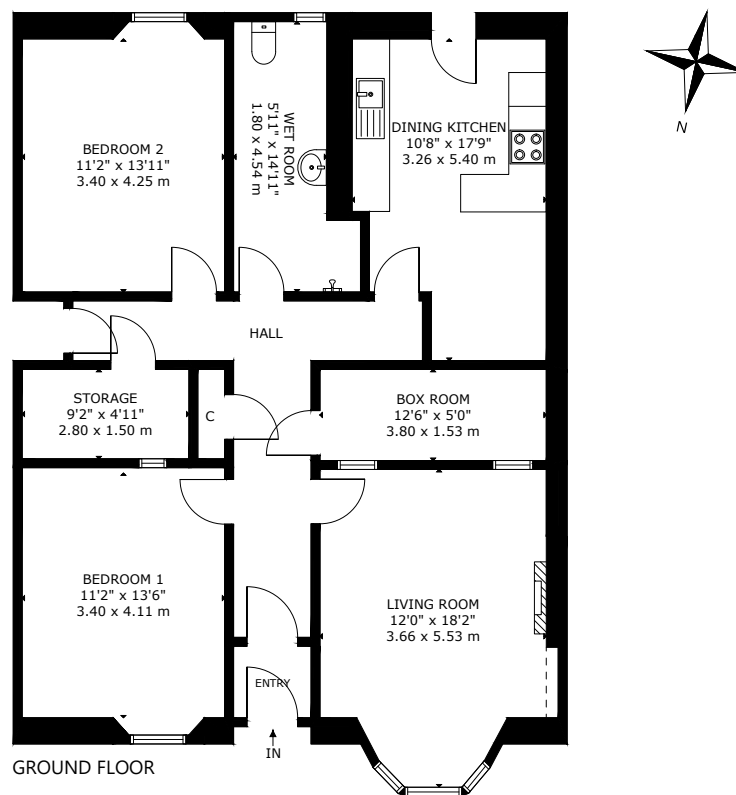 BEDROOM 2
11'2" x 13'11"
3.40 x 4.25 m
WET ROOM
5'11" x 14'11"
1.80 x 4.54 m
DINING KITCHEN
10'8" x 17'9"
3.26 x 5.40 m
N
HALL
STORAGE
9'2" x 4'11"
2.80 x 1.50 m
C
BOX ROOM
12'6" x 5'0"
3.80 x 1.53 m
BEDROOM 1
11'2" x 13'6"
3.40 x 4.11 m
LIVING ROOM
12'0" x 18'2"
3.66 x 5.53 m
ENTRY
IN
GROUND FLOOR